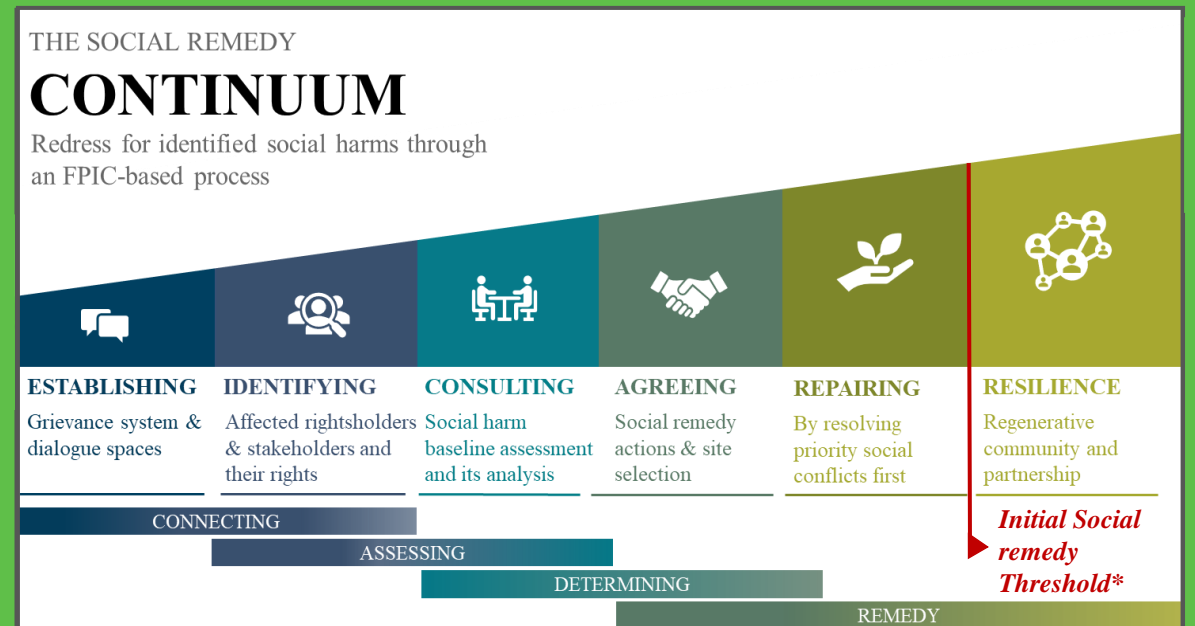 THE SOCIAL REMEDY
CONTINUUM
Redress for identified social harms through
an FPIC-based process
ESTABLISHING
Grievance system &
dialogue spaces
IDENTIFYING
Affected rightsholders
& stakeholders and
their rights
CONSULTING
Social harm
baseline assessment
and its analysis
AGREEING
Social remedy
actions & site
selection
REPAIRING
By resolving
priority social
conflicts first
RESILIENCE
Regenerative
community and
partnership
Initial Social
remedy
Threshold*
CONNECTING
ASSESSING
DETERMINING
REMEDY